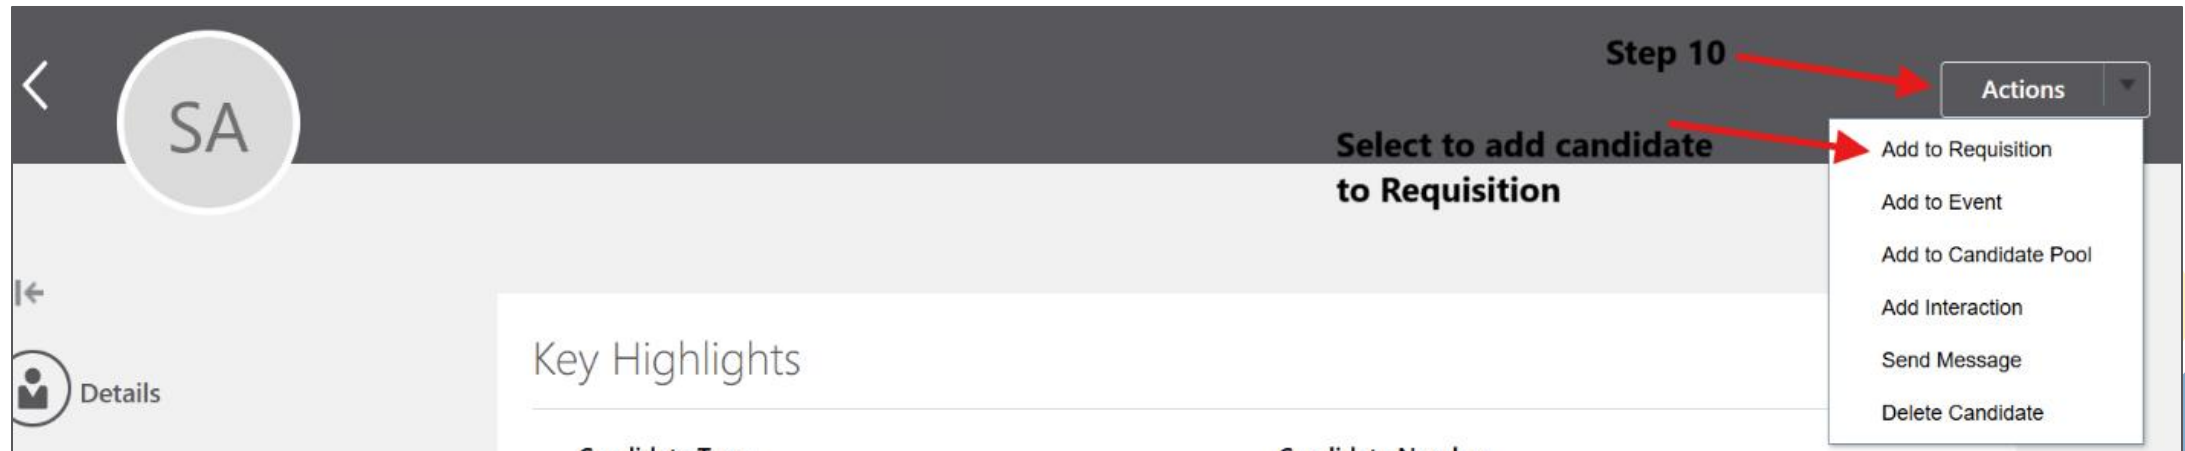 Step 10
Actions
SA
Select to add candidate
to Requisition
Add to Requisition
Add to Event
Add to Candidate Pool
Add Interaction
Send Message
Delete Candidate
Key Highlights
Details